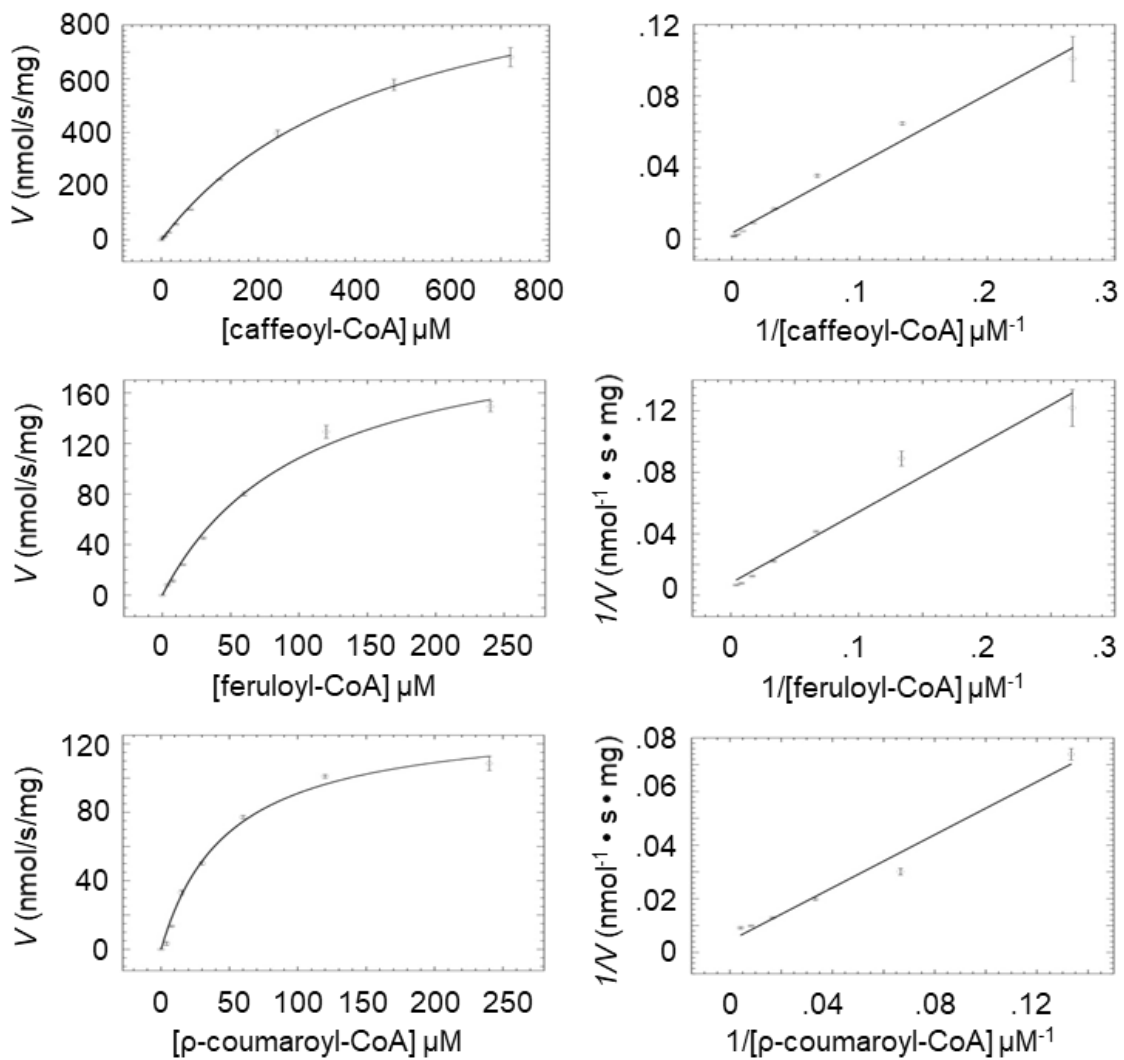 800
600
400
200
0
V (nmol/s/mg)
0 200 400 600 800
[caffeoyl-CoA] µM
.12
.08
.04
0
0 .1 .2 .3
1/[caffeoyl-CoA] µM-1
160
120
80
40
0
V (nmol/s/mg)
0 50 100 150 200 250
[feruloyl-CoA] µM
.12
.08
.04
0
1/V (nmol-1 • s • mg)
0 .1 .2 .3
1/[feruloyl-CoA] µM-1
120
80
40
0
V (nmol/s/mg)
0 50 100 150 200 250
[ρ-coumaroyl-CoA] µM
.08
.06
.04
.02
0
1/V (nmol-1 • s • mg)
0 .04 .08 .12
1/[ρ-coumaroyl-CoA] µM-1